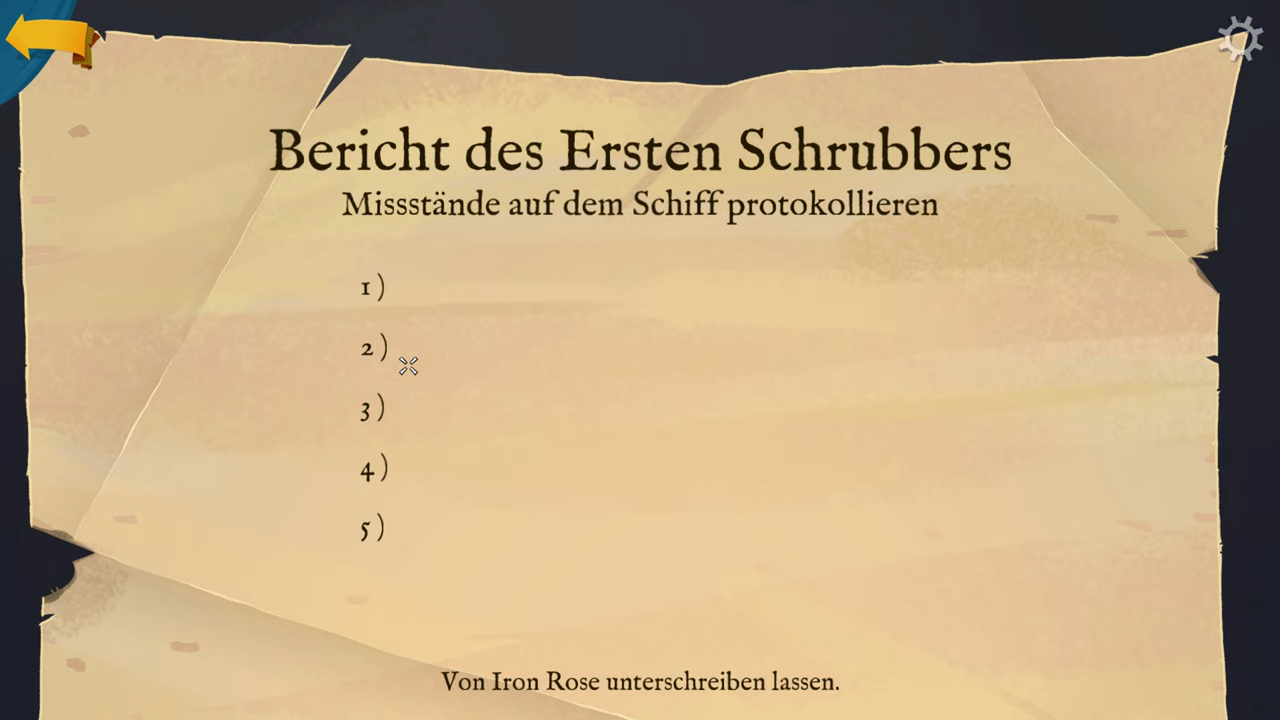 Bericht des Ersten Schrubbers
Missstände auf dem Schiff protokollieren
1)
2)
3)
4)
5)
Von Iron Rose unterschreiben lassen.